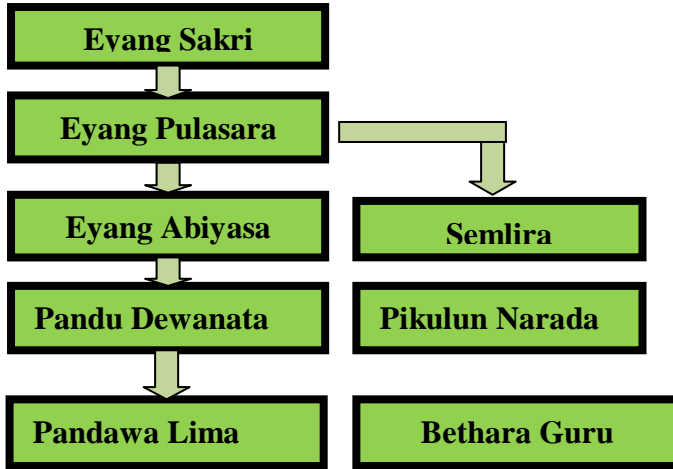 Eyang Sakri
Eyang Pulasara
Eyang Abiyasa
Semlira
Pandu Dewanata
Pikulun Narada
Pandawa Lima
Bethara Guru